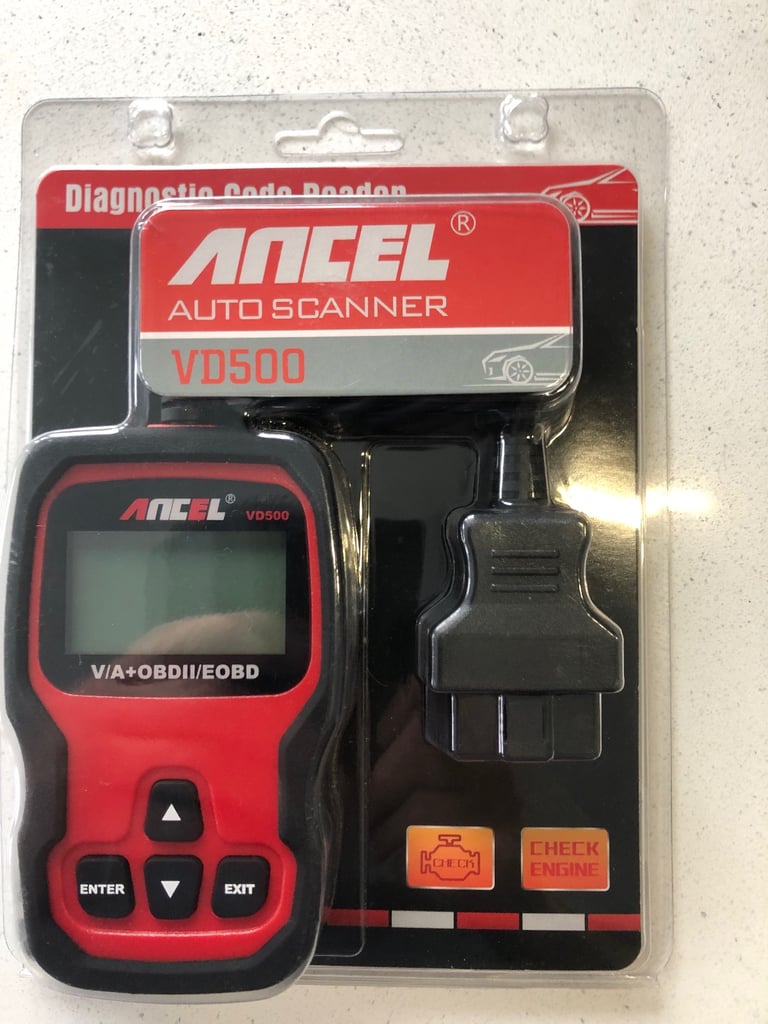 Diagnostic Code Reader
ANCEL®
AUTO SCANNER
VD500
ANCEL® VD500
V/A+OBDII/EOBD
▲
ENTER ▼ EXIT
CHECK
CHECK
ENGINE